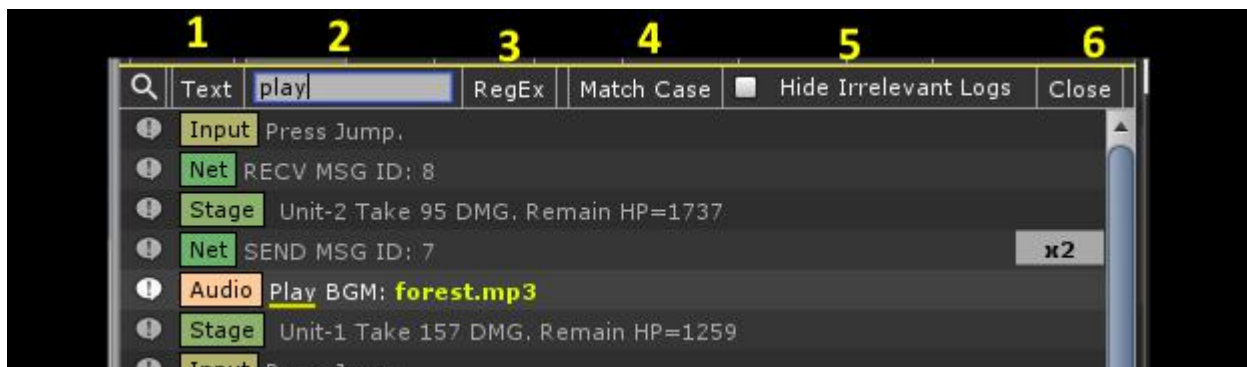 1 2 3 4 5 6
Text play RegEx Match Case Hide Irrelevant Logs Close
Input Press Jump.
Net RECV MSG ID: 8
Stage Unit-2 Take 95 DMG. Remain HP=1737
Net SEND MSG ID: 7 x2
Audio Play BGM: forest.mp3
Stage Unit-1 Take 157 DMG. Remain HP=1259